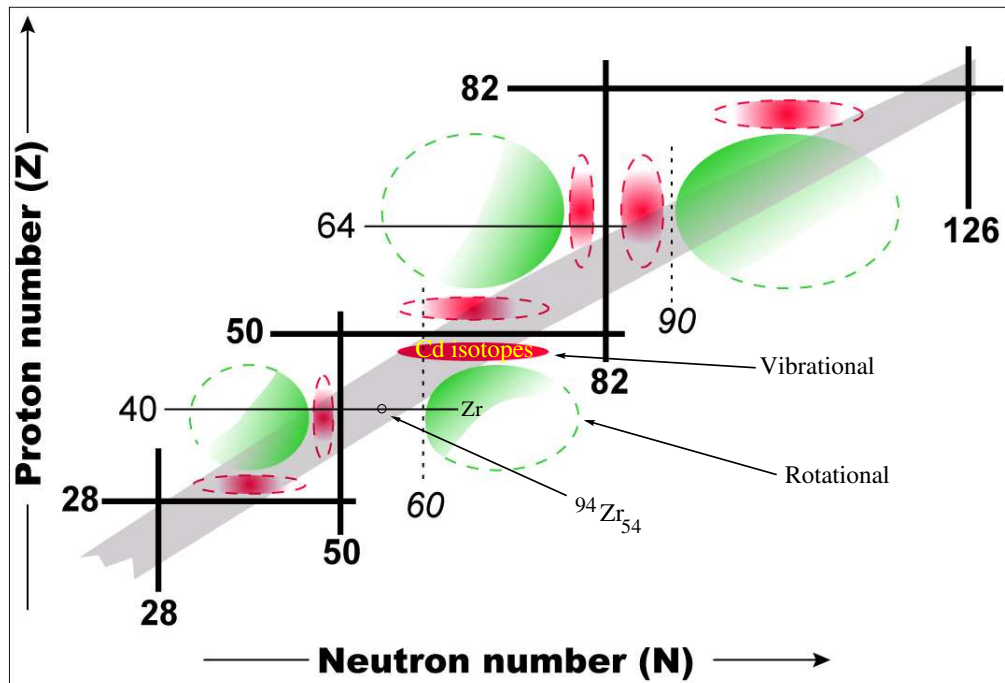 82
126
64
90
50
Cd isotopes
Vibrational
82
40
Zr
Rotational
28
60
⁹⁴Zr₅₄
50
28
Proton number (Z)
Neutron number (N)